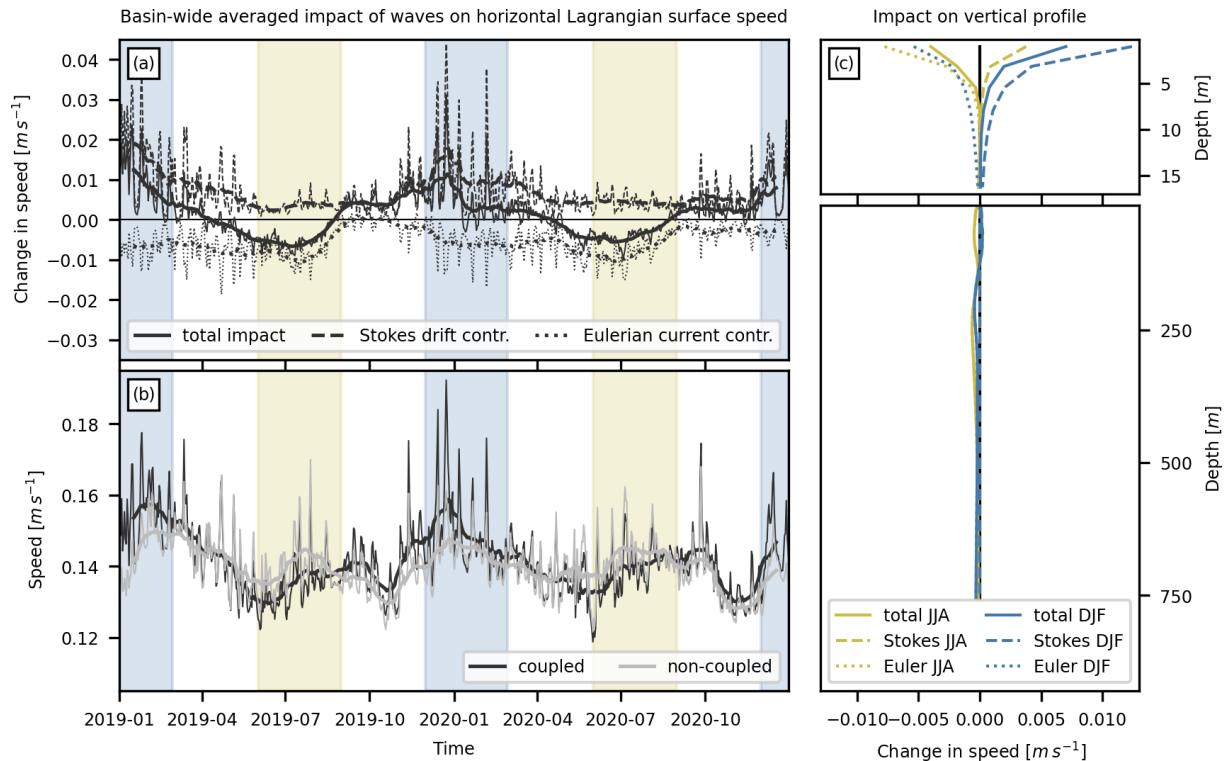 Basin-wide averaged impact of waves on horizontal Lagrangian surface speed
Impact on vertical profile
(a)
0.04
0.03
0.02
0.01
0.00
−0.01
−0.02
−0.03
Change in speed [m s⁻¹]
total impact
Stokes drift contr.
Eulerian current contr.
(b)
0.18
0.16
0.14
0.12
Speed [m s⁻¹]
coupled
non-coupled
2019-01 2019-04 2019-07 2019-10 2020-01 2020-04 2020-07 2020-10
Time
(c)
5
10
15
Depth [m]
250
500
750
Depth [m]
total JJA
Stokes JJA
Euler JJA
total DJF
Stokes DJF
Euler DJF
−0.010 −0.005 0.000 0.005 0.010
Change in speed [m s⁻¹]